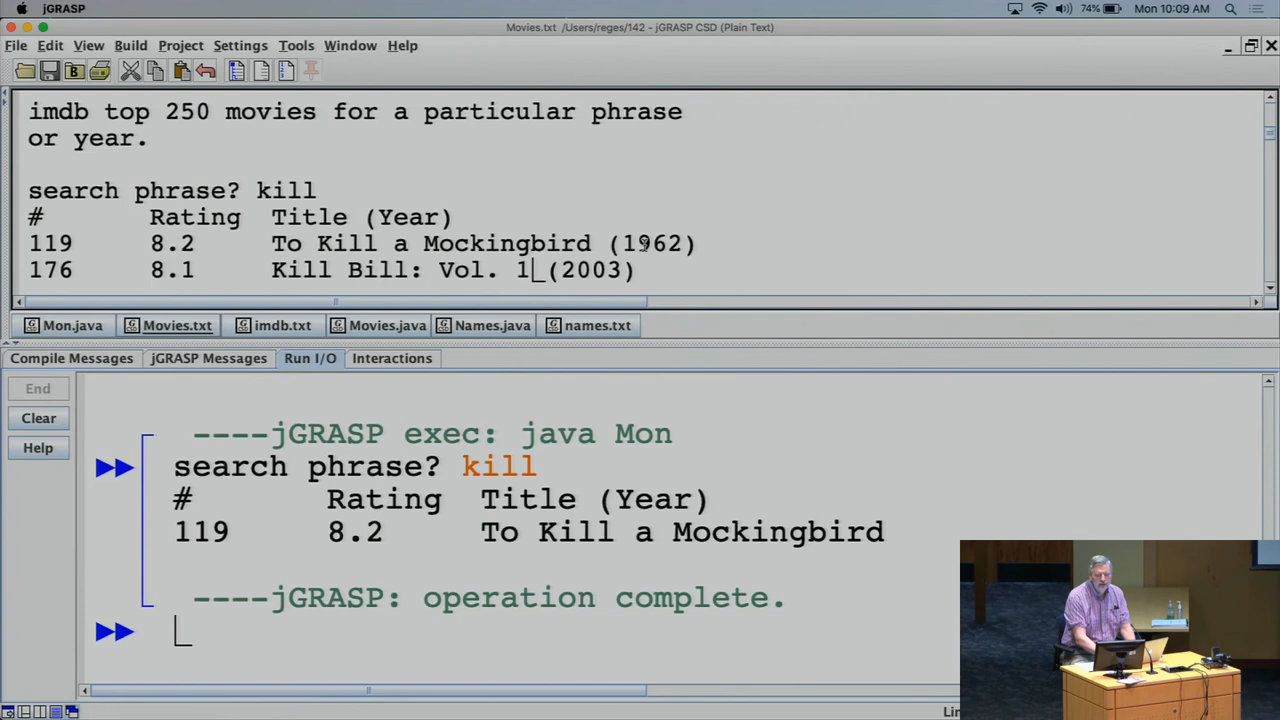 jGRASP
74%
Mon 10:09 AM
Movies.txt /Users/reges/142 - jGRASP CSD (Plain Text)
File Edit View Build Project Settings Tools Window Help
imdb top 250 movies for a particular phrase
or year.
search phrase? kill
# Rating Title (Year)
119 8.2 To Kill a Mockingbird (1962)
176 8.1 Kill Bill: Vol. 1 (2003)
Mon.java Movies.txt imdb.txt Movies.java Names.java names.txt
Compile Messages jGRASP Messages Run I/O Interactions
End
Clear
Help
----jGRASP exec: java Mon
search phrase? kill
# Rating Title (Year)
119 8.2 To Kill a Mockingbird
----jGRASP: operation complete.